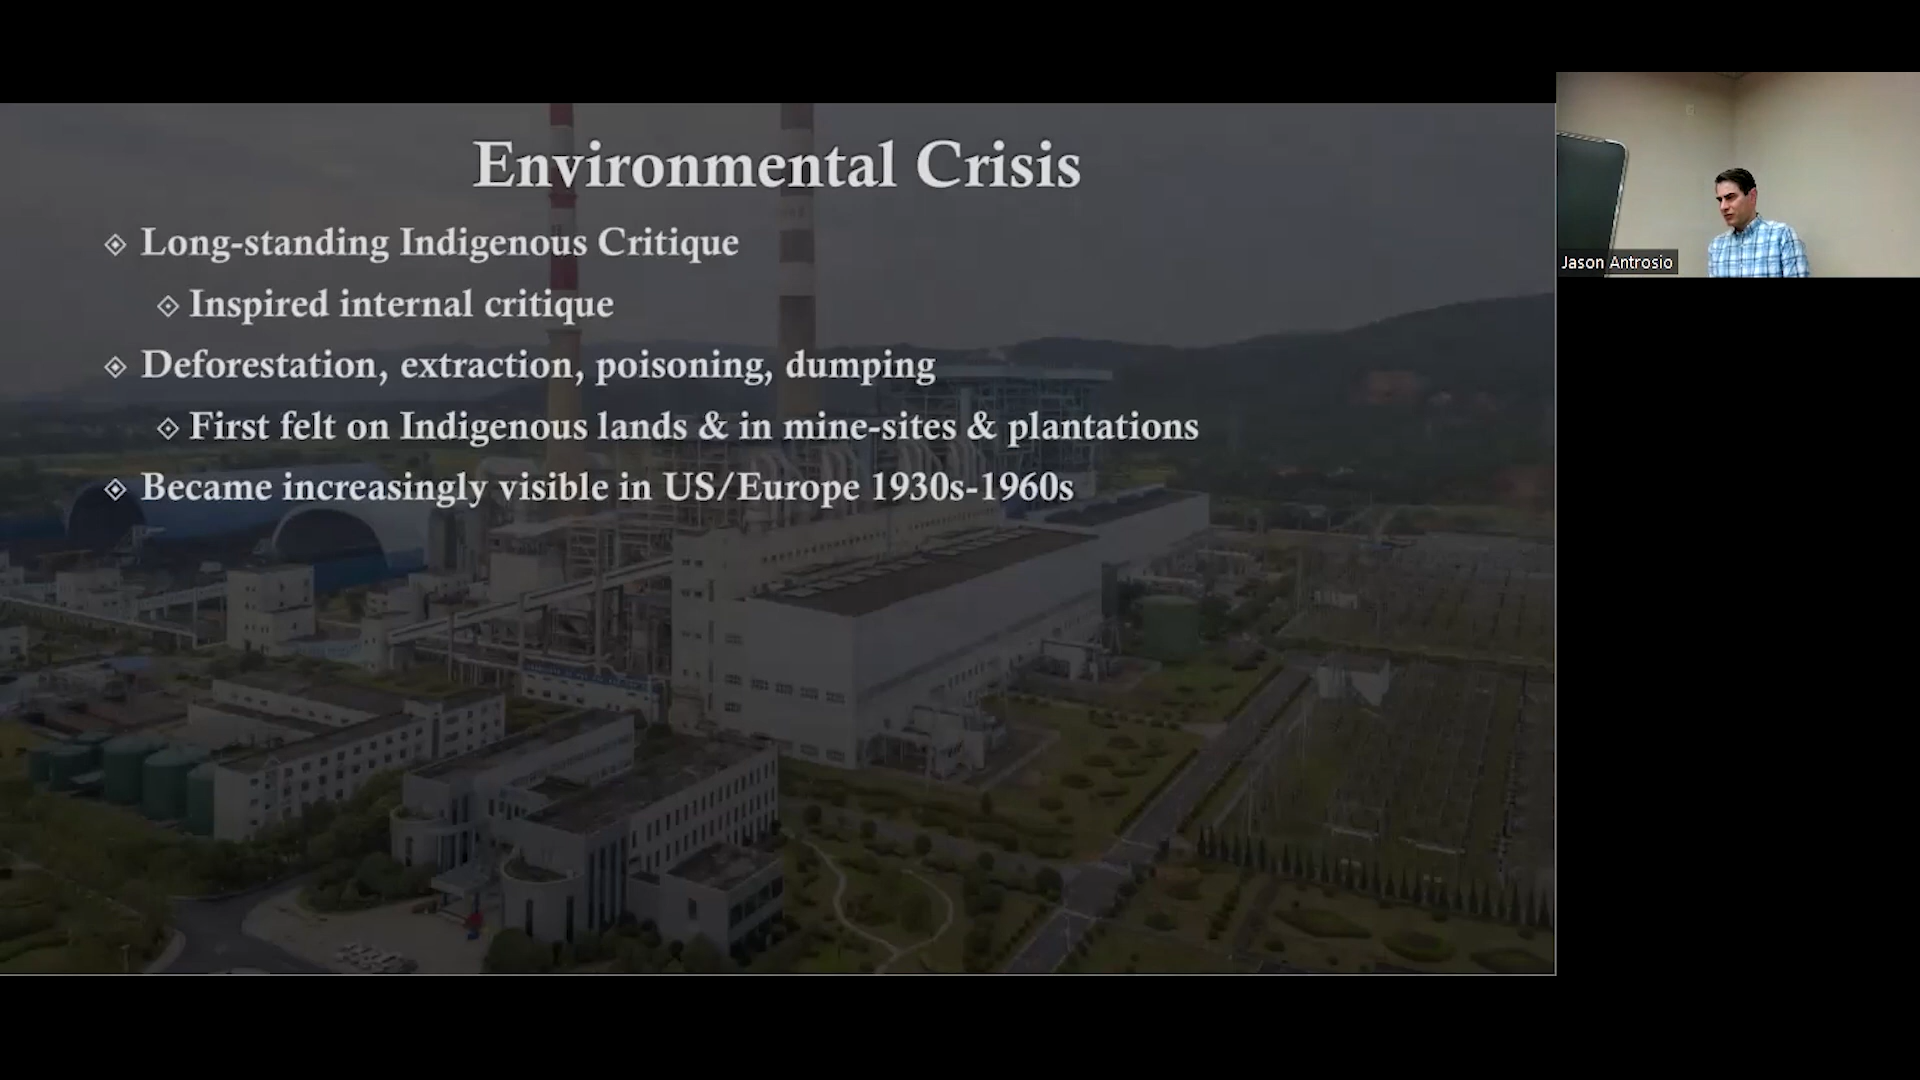 Environmental Crisis
Long-standing Indigenous Critique
Inspired internal critique
Deforestation, extraction, poisoning, dumping
First felt on Indigenous lands & in mine-sites & plantations
Became increasingly visible in US/Europe 1930s-1960s
Jason Antrosio